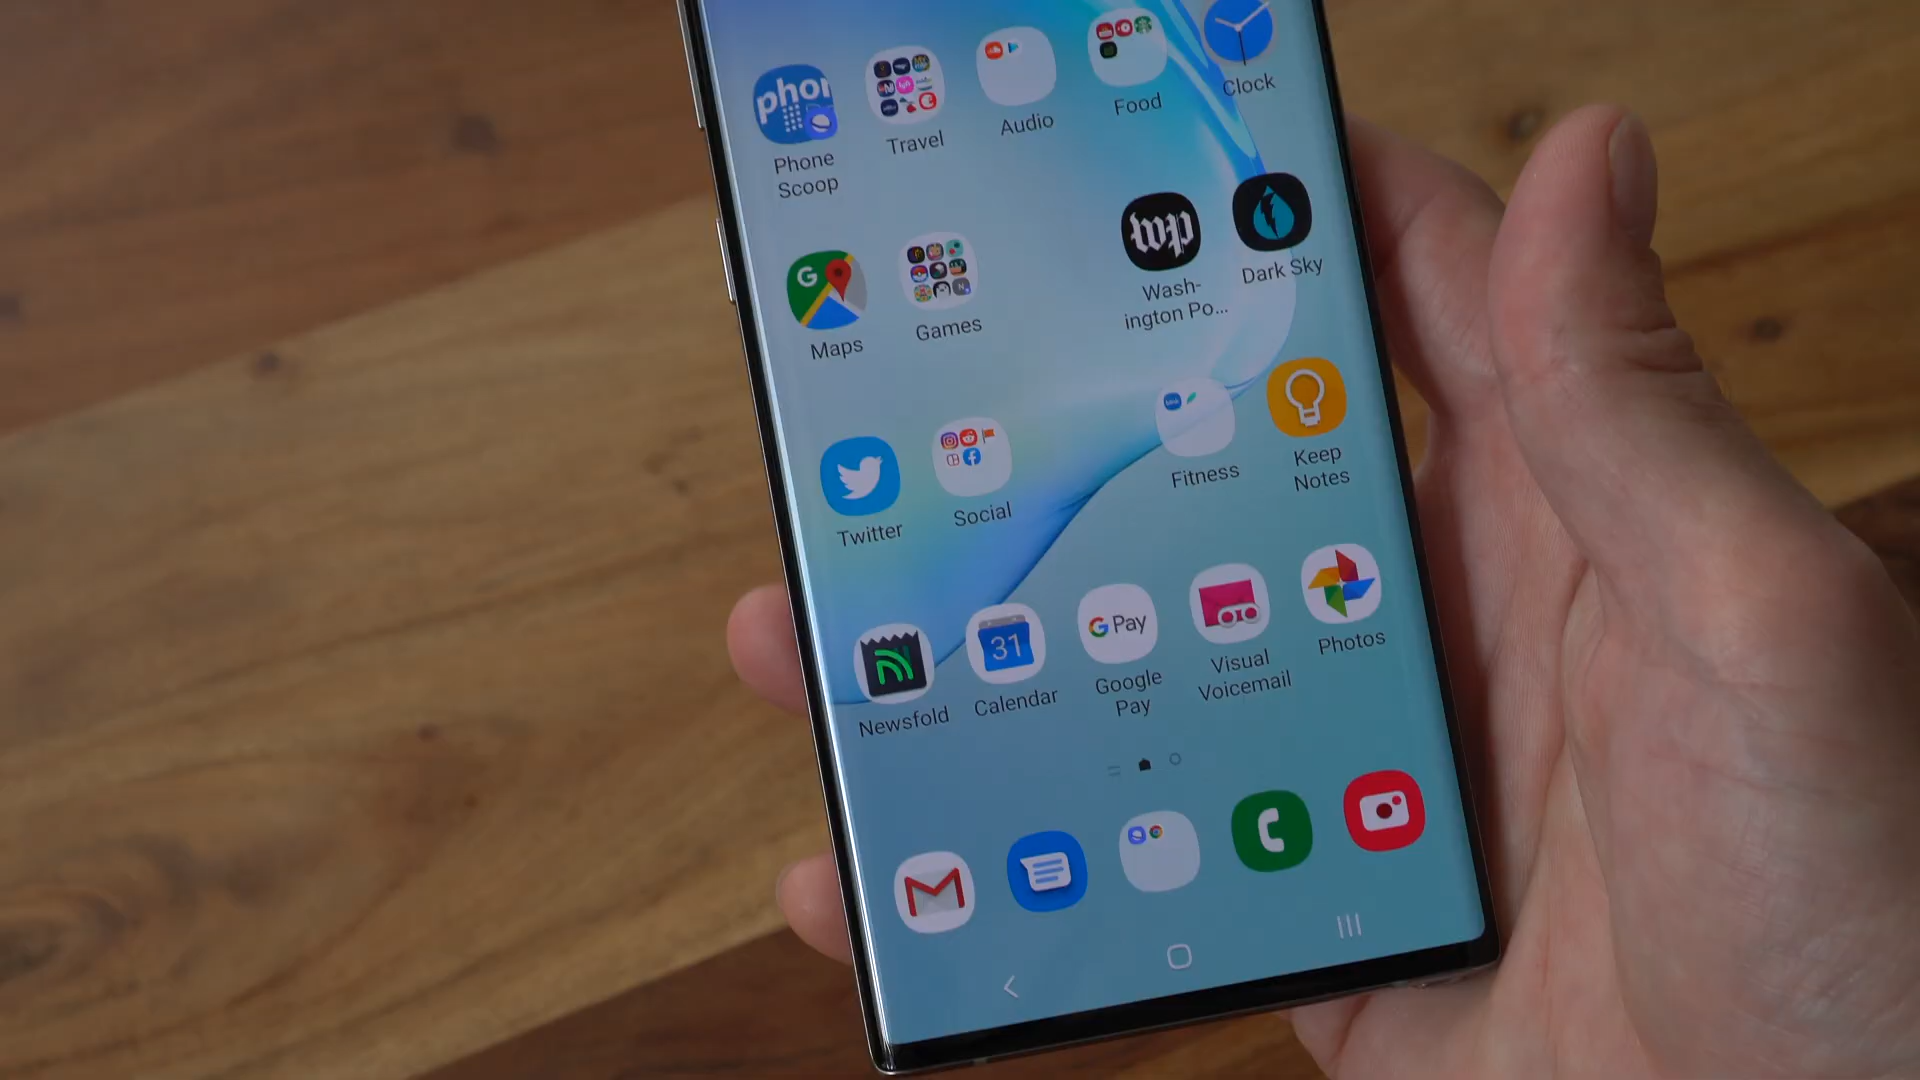 phon
Phone
Scoop
Travel
Audio
Food
Clock
G
Maps
Games
wp
Wash-
ington Po...
Dark Sky
Twitter
Social
Fitness
Keep
Notes
Newsfold
31
Calendar
G Pay
Google
Pay
Visual
Voicemail
Photos